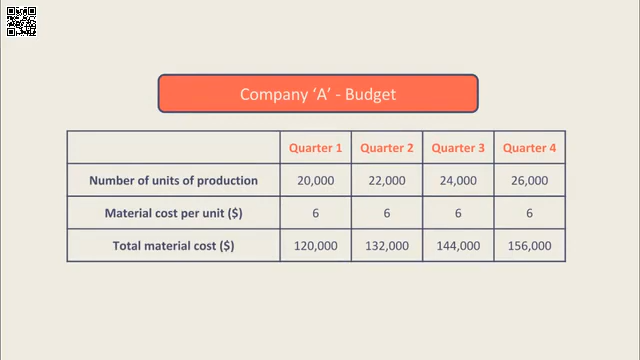 Company ‘A’ - Budget
Quarter 1 Quarter 2 Quarter 3 Quarter 4
Number of units of production 20,000 22,000 24,000 26,000
Material cost per unit ($) 6 6 6 6
Total material cost ($) 120,000 132,000 144,000 156,000